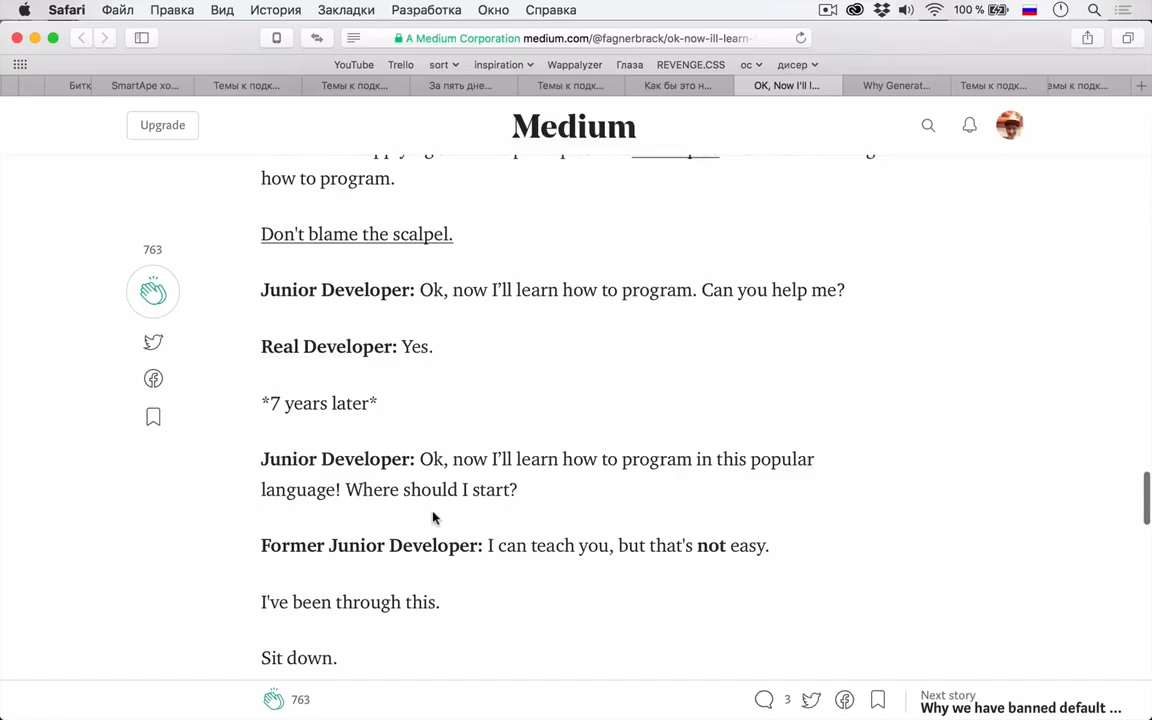 Safari Файл Правка Вид История Закладки Разработка Окно Справка 100 %
A Medium Corporation medium.com/@fagnerbrack/ok-now-ill-learn-
YouTube Trello sort inspiration Wappalyzer Глаза REVENGE.CSS ос дисер
Битк SmartApe хо... Темы к подк... Темы к подк... За пять дне... Темы к подк... Как бы это н... OK, Now I'll l... Why Generat... Темы к подк... емы к подк...
Upgrade Medium
how to program.
Don't blame the scalpel.
763
Junior Developer: Ok, now I’ll learn how to program. Can you help me?
Real Developer: Yes.
*7 years later*
Junior Developer: Ok, now I’ll learn how to program in this popular
language! Where should I start?
Former Junior Developer: I can teach you, but that's not easy.
I've been through this.
Sit down.
763 3 Next story
Why we have banned default ...